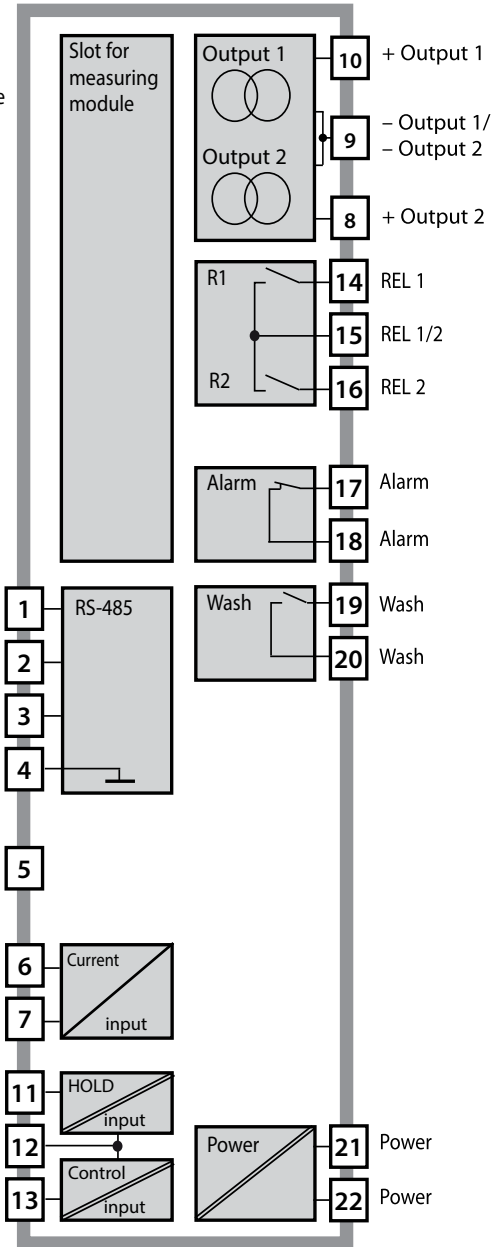 e
Slot for
measuring
module
Output 1
Output 2
10 + Output 1
9 – Output 1/
– Output 2
8 + Output 2
R1
R2
14 REL 1
15 REL 1/2
16 REL 2
Alarm
17 Alarm
18 Alarm
1
2
3
4
RS-485
Wash
19 Wash
20 Wash
5
6
7
Current
input
11
12
13
HOLD
input
Control
input
Power
21 Power
22 Power